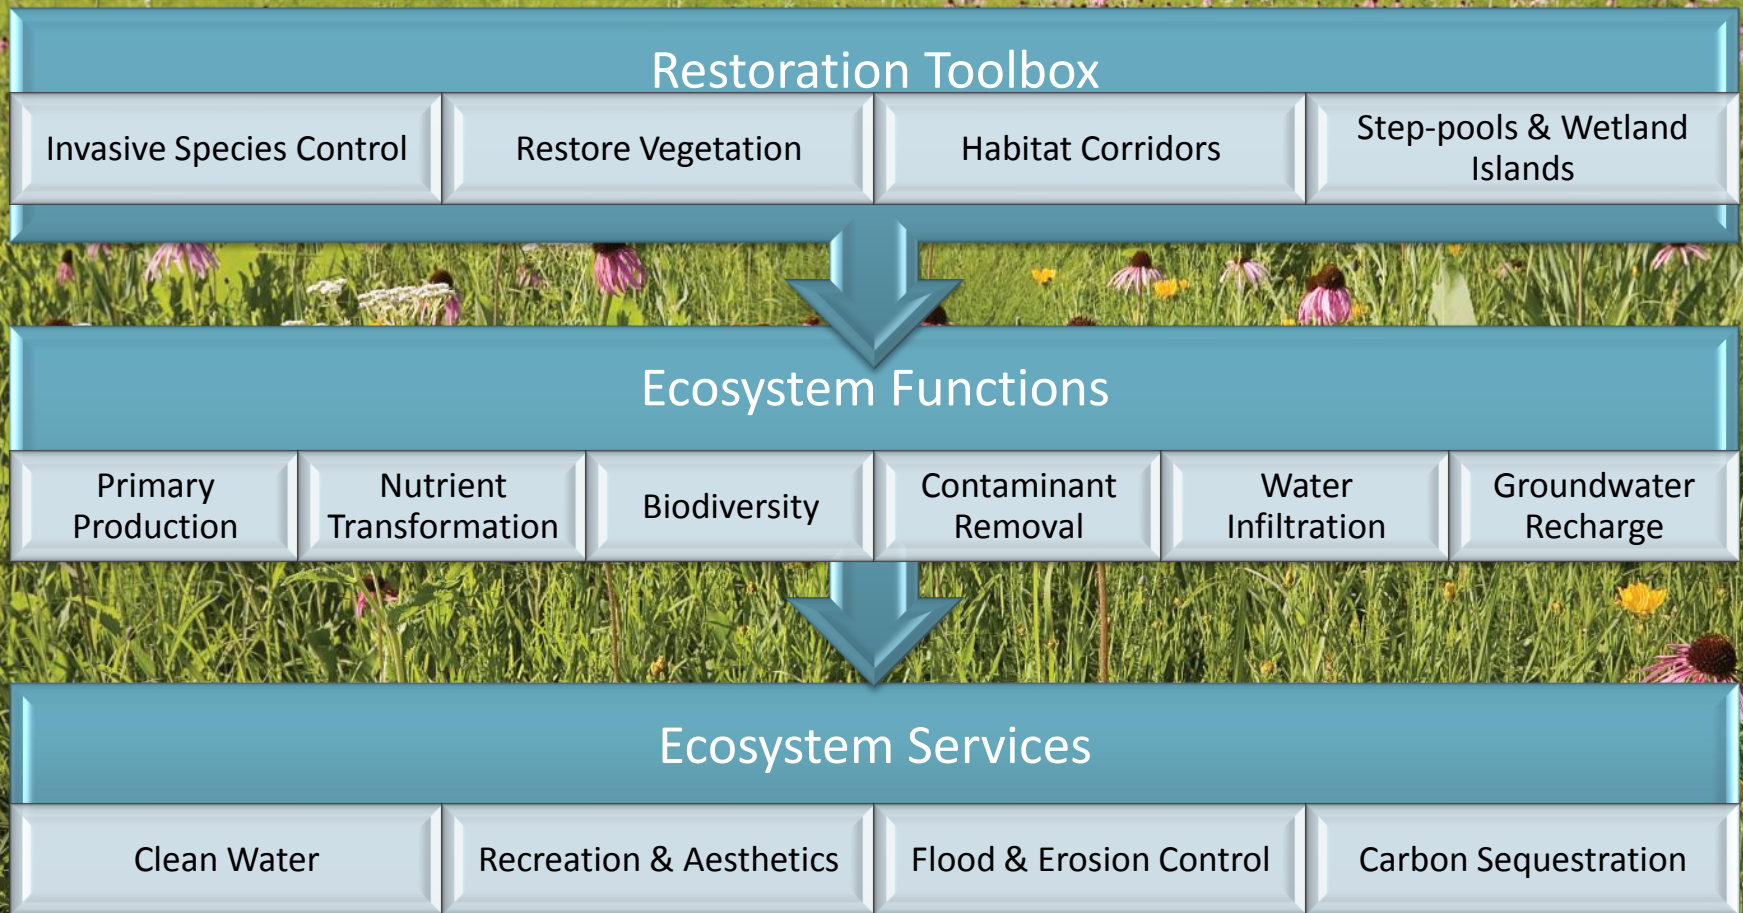 Restoration Toolbox
Invasive Species Control
Restore Vegetation
Habitat Corridors
Step-pools & Wetland
Islands
Ecosystem Functions
Primary
Production
Nutrient
Transformation
Biodiversity
Contaminant
Removal
Water
Infiltration
Groundwater
Recharge
Ecosystem Services
Clean Water
Recreation & Aesthetics
Flood & Erosion Control
Carbon Sequestration